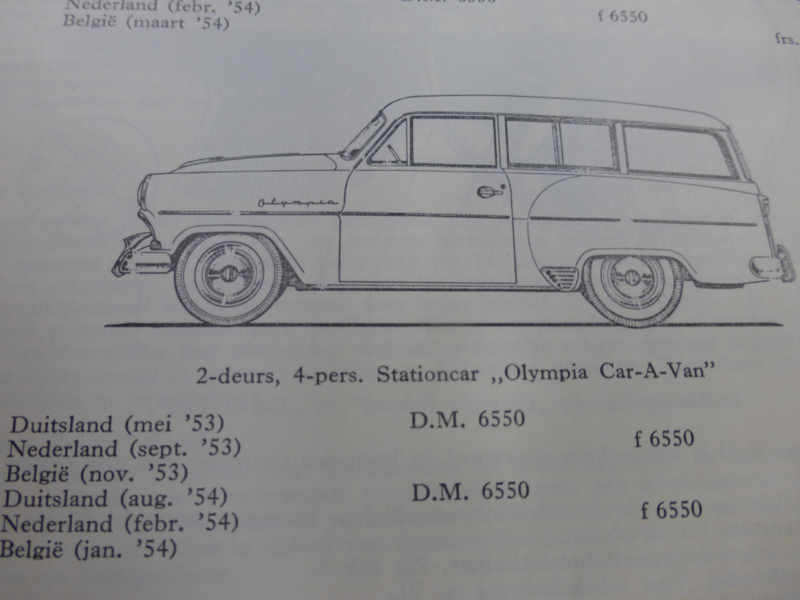 Nederland (febr. '54)
f 6550
België (maart '54)
frs.
Olympia
2-deurs, 4-pers. Stationcar „Olympia Car-A-Van”
Duitsland (mei '53) D.M. 6550
Nederland (sept. '53) f 6550
België (nov. '53)
Duitsland (aug. '54) D.M. 6550
Nederland (febr. '54) f 6550
België (jan. '54)